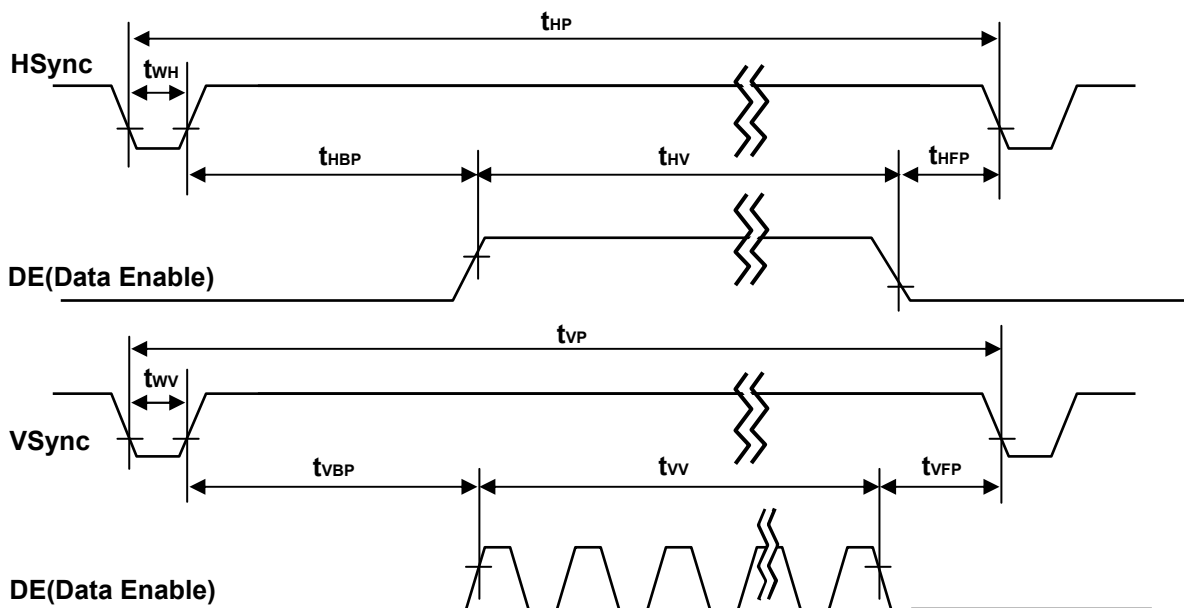 tHP
HSync
tWH
tHBP
tHV
tHFP
DE(Data Enable)
tVP
tWV
VSync
tVBP
tVV
tVFP
DE(Data Enable)